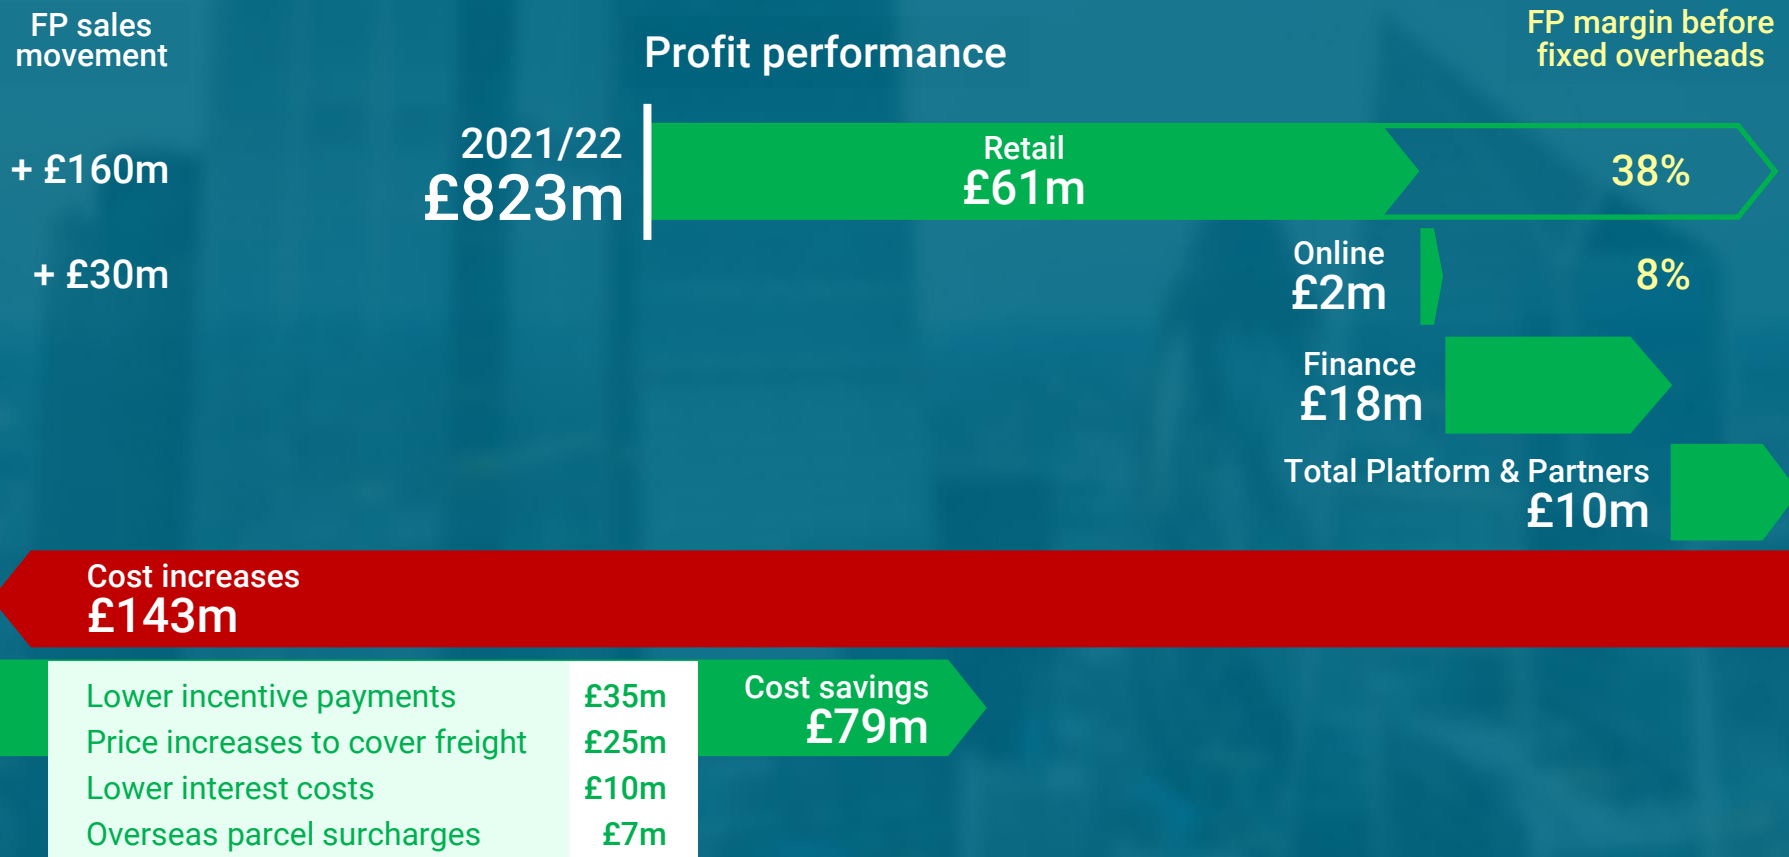 FP sales
movement
Profit performance
FP margin before
fixed overheads
+ £160m
2021/22
£823m
Retail
£61m
38%
+ £30m
Online
£2m
8%
Finance
£18m
Total Platform & Partners
£10m
Cost increases
£143m
Lower incentive payments £35m
Price increases to cover freight £25m
Lower interest costs £10m
Overseas parcel surcharges £7m
Cost savings
£79m